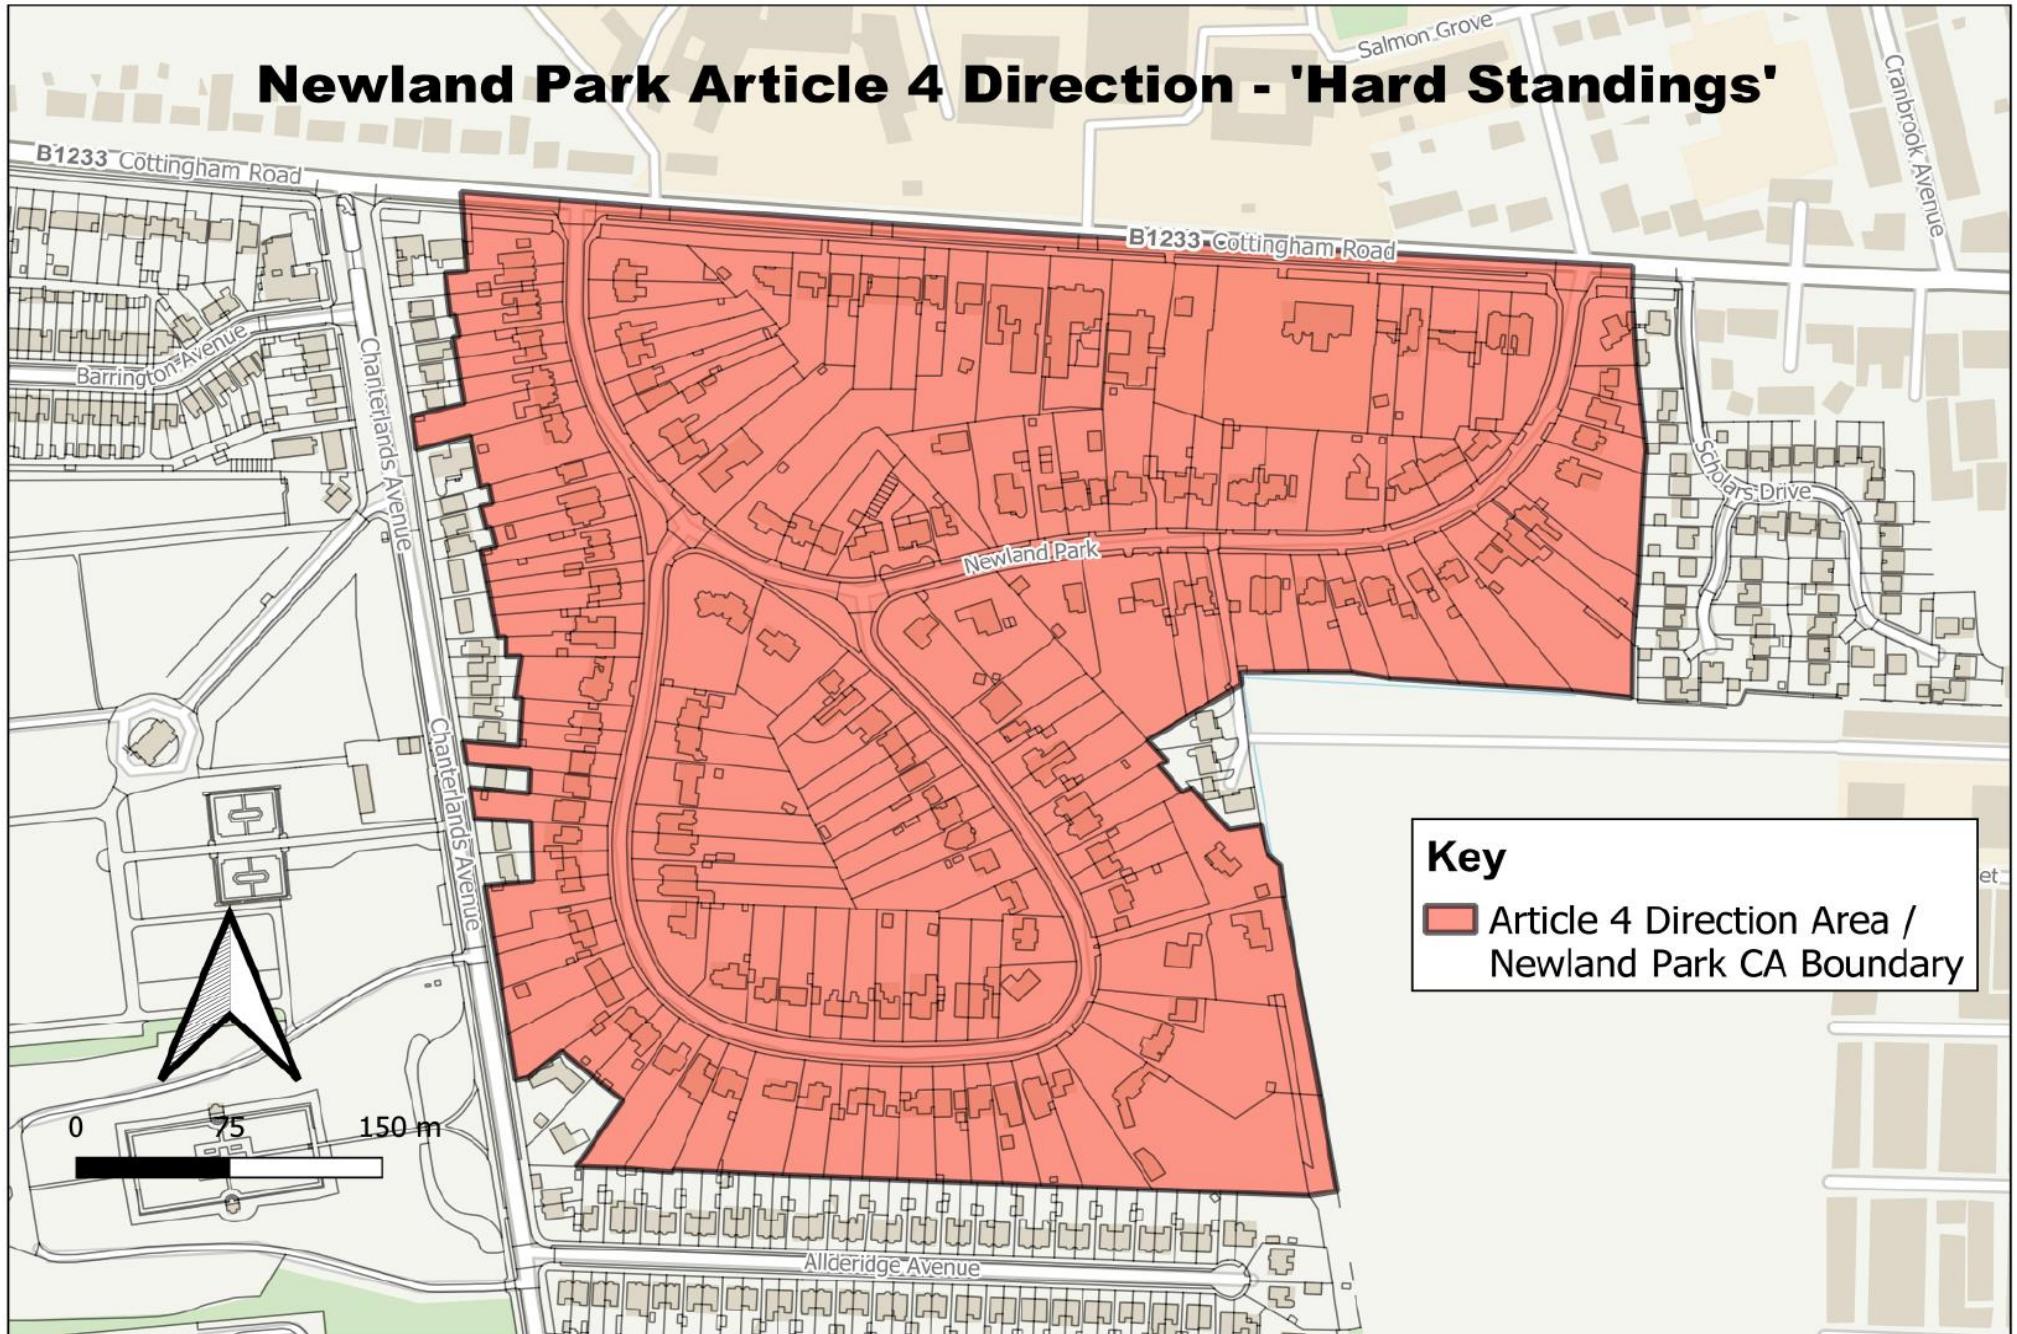 Newland Park Article 4 Direction - 'Hard Standings'
Salmon Grove
Cranbrook Avenue
B1233 Cottingham Road
B1233 Cottingham Road
Barrington Avenue
Chanterlands Avenue
Scholars Drive
Newland Park
Chanterlands Avenue
Key
Article 4 Direction Area /
Newland Park CA Boundary
et
0 75 150 m
Allderidge Avenue